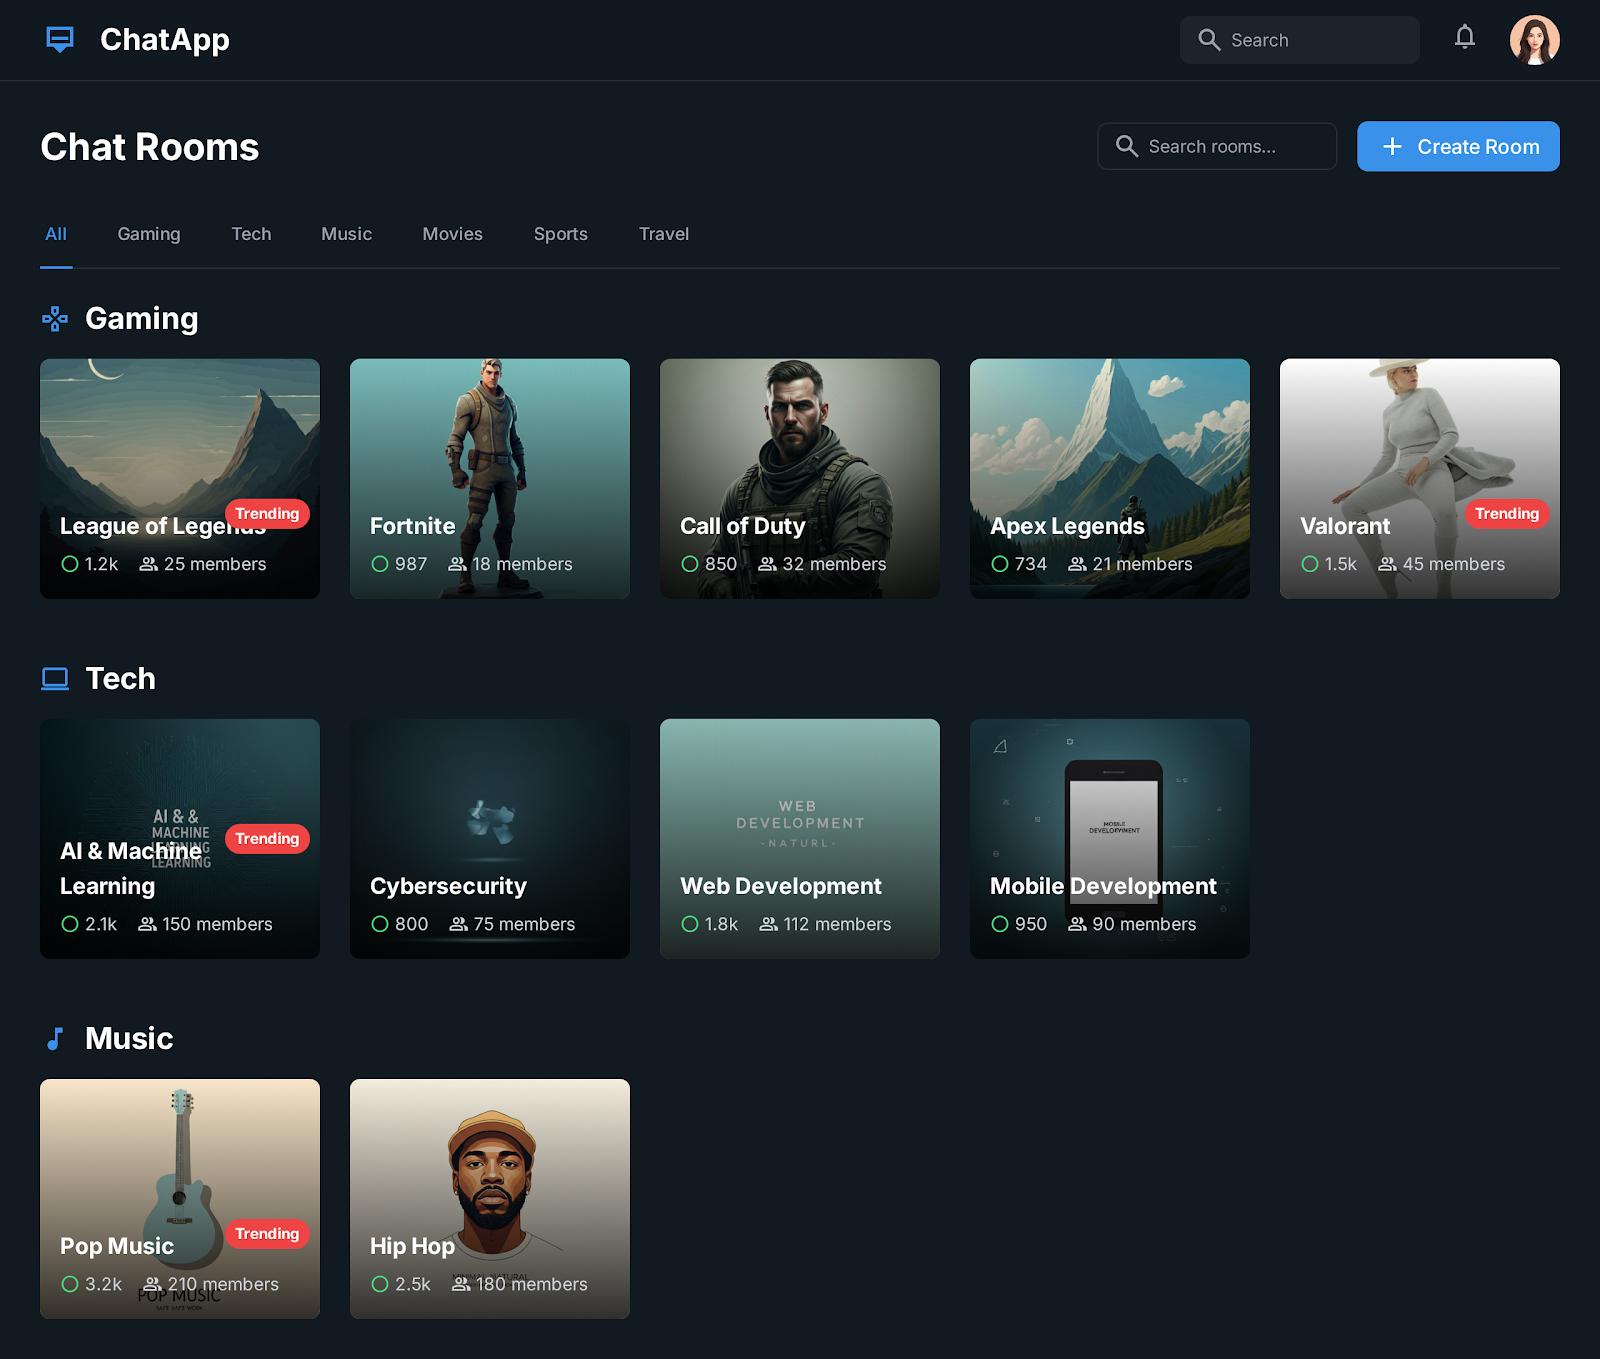 ChatApp
Search
Chat Rooms
Search rooms...
Create Room
All
Gaming
Tech
Music
Movies
Sports
Travel
Gaming
Trending
League of Legends
1.2k
25 members
Fortnite
987
18 members
Call of Duty
850
32 members
Apex Legends
734
21 members
Trending
Valorant
1.5k
45 members
Tech
AI & &
MACHINE
LEARNING
LEARNING
Trending
AI & Machine
Learning
2.1k
150 members
Cybersecurity
800
75 members
WEB
DEVELOPMENT
-NATURL-
Web Development
1.8k
112 members
MOBILE
Mobile Development
950
90 members
Music
Trending
Pop Music
3.2k
210 members
POP MUSIC
Hip Hop
2.5k
180 members